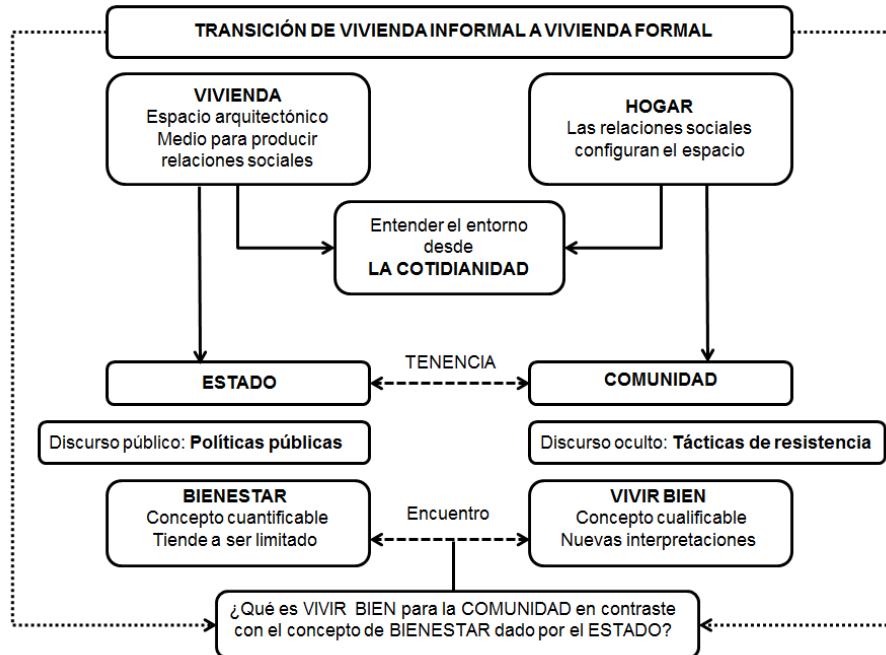 TRANSICIÓN DE VIVIENDA INFORMAL A VIVIENDA FORMAL
VIVIENDA
Espacio arquitectónico
Medio para producir
relaciones sociales
HOGAR
Las relaciones sociales
configuran el espacio
Entender el entorno
desde
LA COTIDIANIDAD
ESTADO
TENENCIA
COMUNIDAD
Discurso público: Políticas públicas
Discurso oculto: Tácticas de resistencia
BIENESTAR
Concepto cuantificable
Tiende a ser limitado
Encuentro
VIVIR BIEN
Concepto cualificable
Nuevas interpretaciones
¿Qué es VIVIR BIEN para la COMUNIDAD en contraste
con el concepto de BIENESTAR dado por el ESTADO?